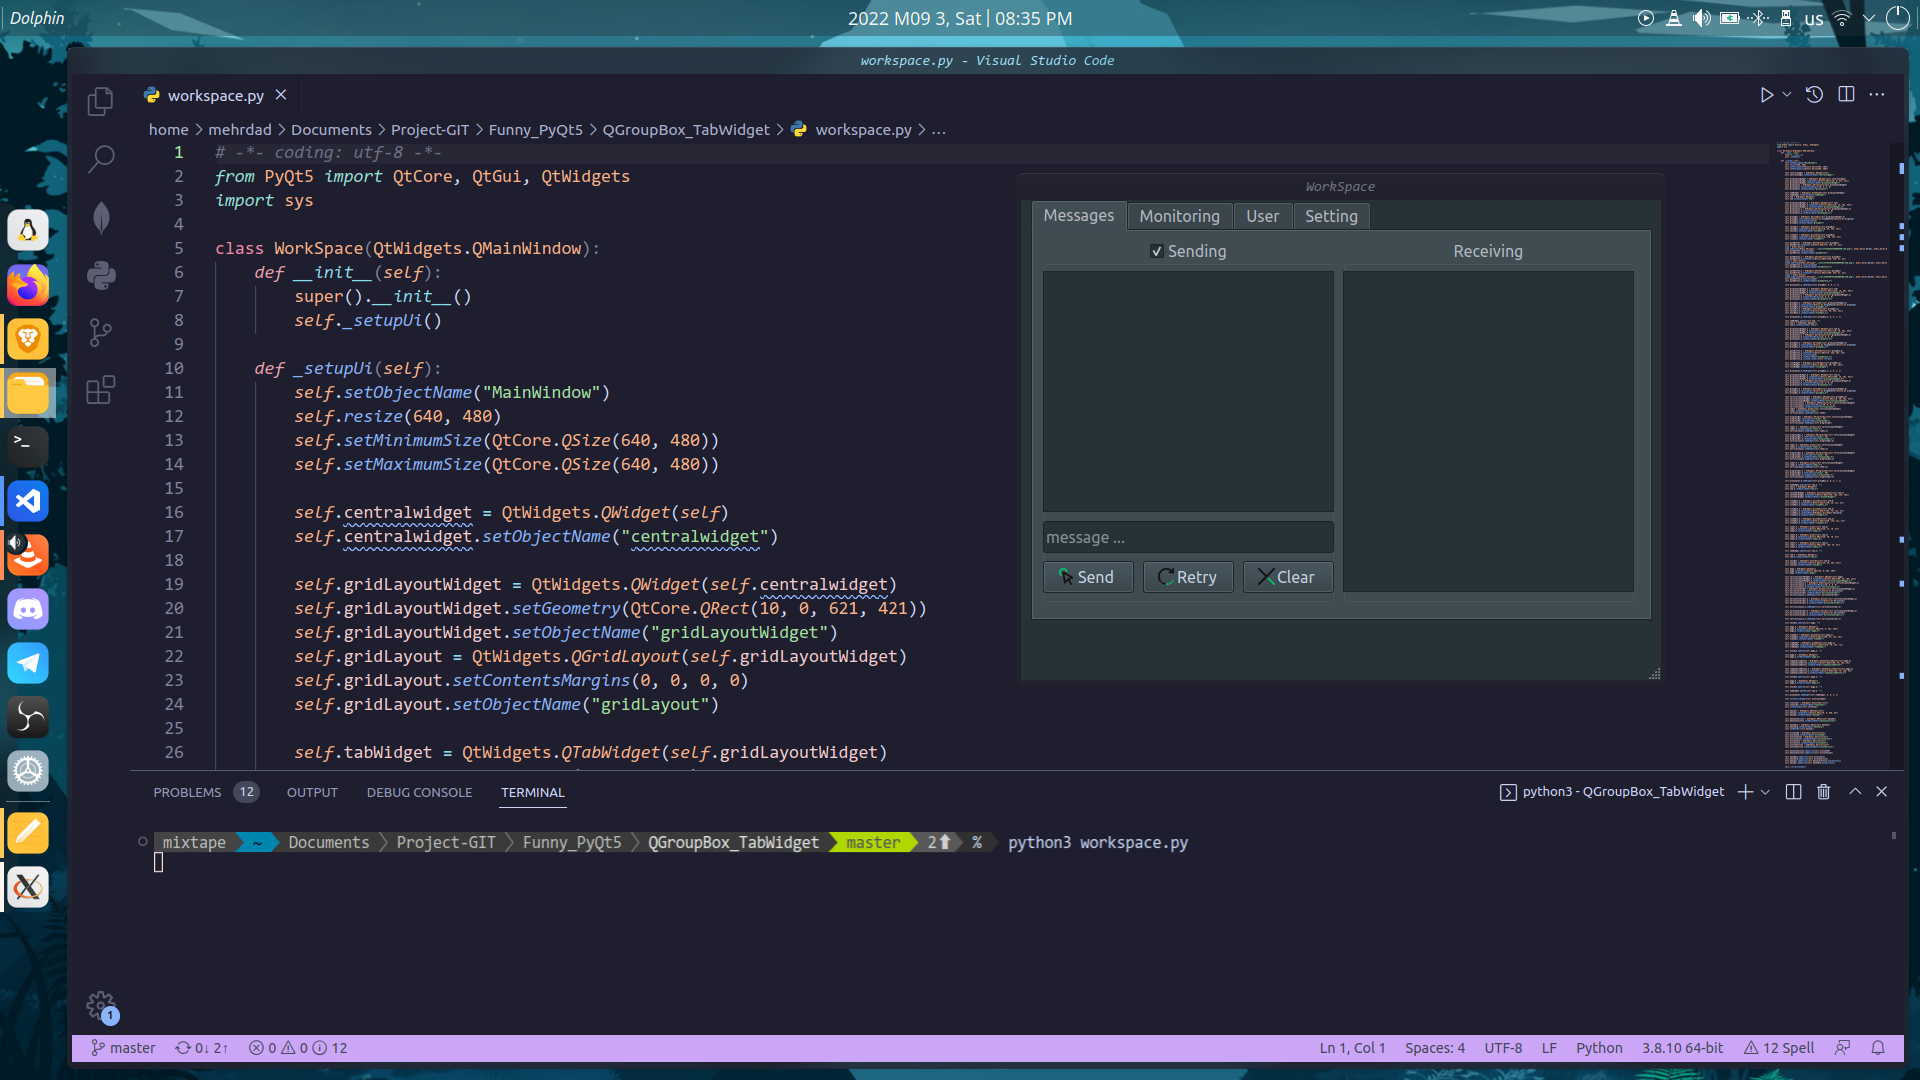 Dolphin
2022 M09 3, Sat | 08:35 PM
us
workspace.py - Visual Studio Code
workspace.py
home > mehrdad > Documents > Project-GIT > Funny_PyQt5 > QGroupBox_TabWidget > workspace.py > ...
1 # -*- coding: utf-8 -*-
2 from PyQt5 import QtCore, QtGui, QtWidgets
3 import sys
4
5 class WorkSpace(QtWidgets.QMainWindow):
6 def __init__(self):
7 super().__init__()
8 self._setupUi()
9
10 def _setupUi(self):
11 self.setObjectName("MainWindow")
12 self.resize(640, 480)
13 self.setMinimumSize(QtCore.QSize(640, 480))
14 self.setMaximumSize(QtCore.QSize(640, 480))
15
16 self.centralwidget = QtWidgets.QWidget(self)
17 self.centralwidget.setObjectName("centralwidget")
18
19 self.gridLayoutWidget = QtWidgets.QWidget(self.centralwidget)
20 self.gridLayoutWidget.setGeometry(QtCore.QRect(10, 0, 621, 421))
21 self.gridLayoutWidget.setObjectName("gridLayoutWidget")
22 self.gridLayout = QtWidgets.QGridLayout(self.gridLayoutWidget)
23 self.gridLayout.setContentsMargins(0, 0, 0, 0)
24 self.gridLayout.setObjectName("gridLayout")
25
26 self.tabWidget = QtWidgets.QTabWidget(self.gridLayoutWidget)
WorkSpace
Messages Monitoring User Setting
Sending Receiving
message ...
Send Retry Clear
PROBLEMS 12 OUTPUT DEBUG CONSOLE TERMINAL
python3 - QGroupBox_TabWidget
mixtape ~ Documents Project-GIT Funny_PyQt5 QGroupBox_TabWidget master 2⬆ % python3 workspace.py
1
master 0↓ 2↑ 0 0 12
Ln 1, Col 1 Spaces: 4 UTF-8 LF Python 3.8.10 64-bit 12 Spell